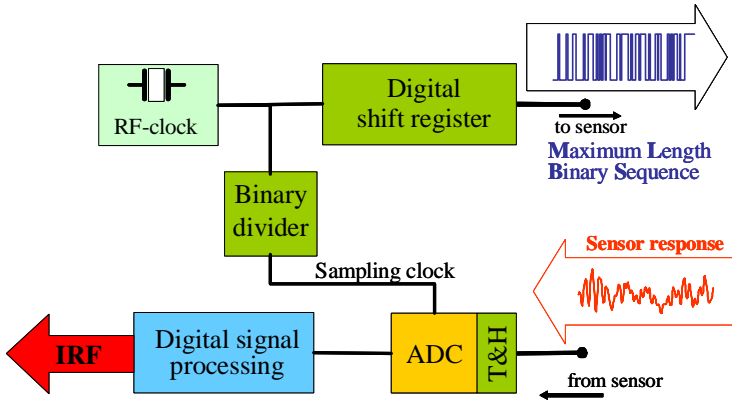 RF-clock
Digital
shift register
to sensor
Maximum Length
Binary Sequence
Binary
divider
Sampling clock
Sensor response
IRF
Digital signal
processing
ADC
T&H
from sensor